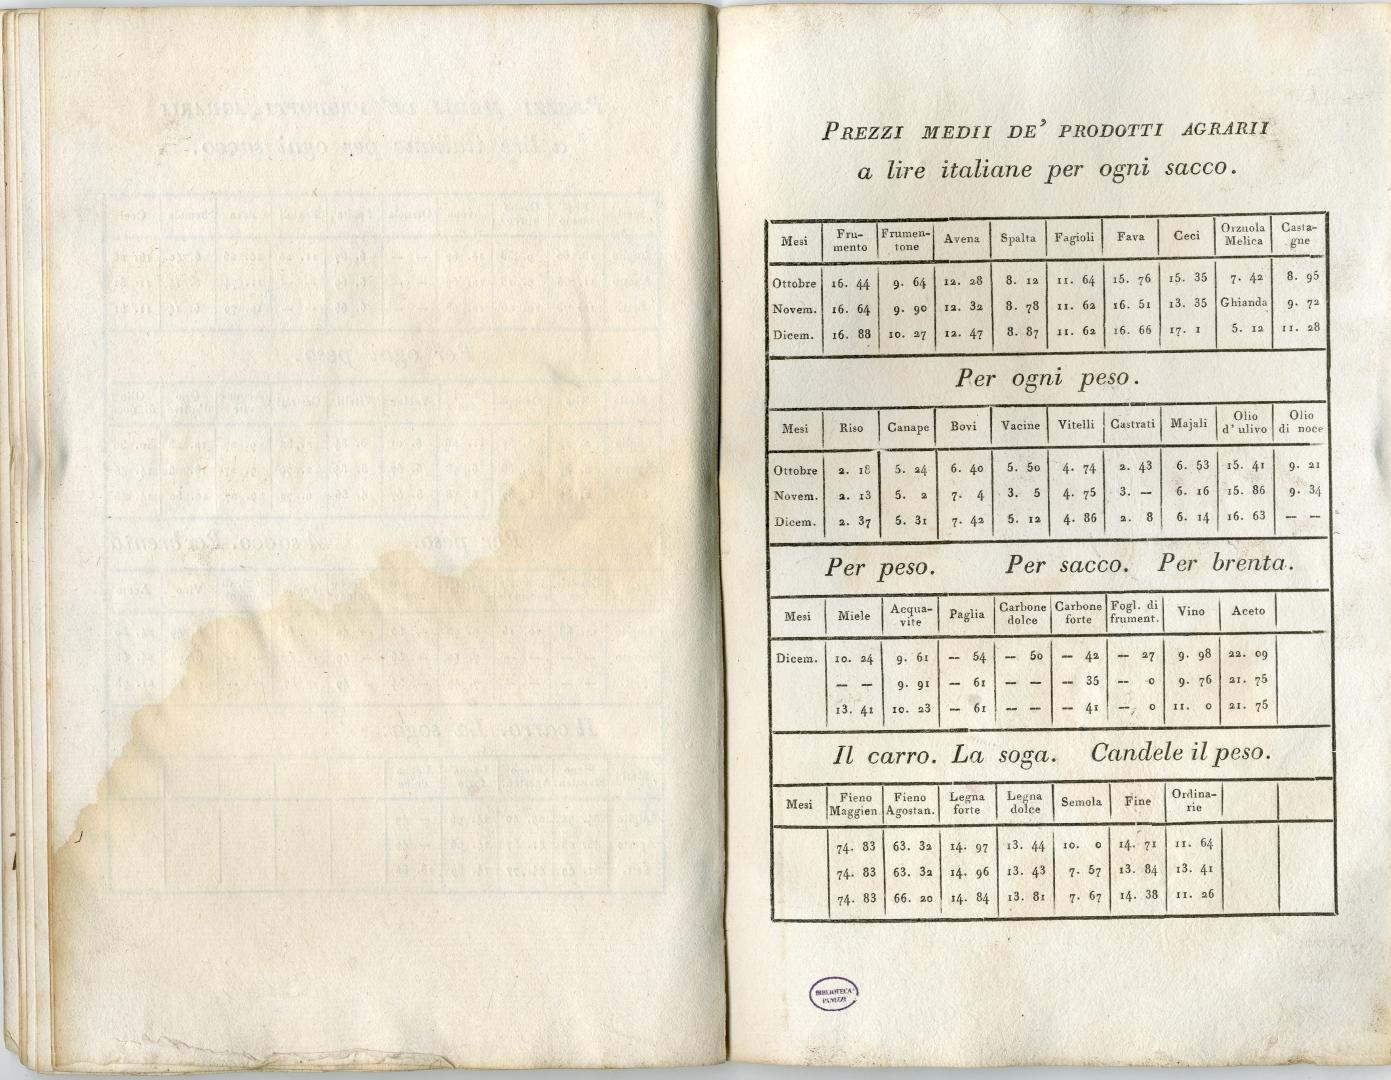 PREZZI MEDII DE' PRODOTTI AGRARII
a lire italiane per ogni sacco.
Mesi Fru-mento Frumen-tone Avena Spalta Fagioli Fava Ceci Orzuola Melica Casta-gne
Ottobre 16. 44 9. 64 12. 28 8. 12 11. 64 15. 76 15. 35 7. 42 8. 95
Novem. 16. 64 9. 90 12. 32 8. 78 11. 62 16. 51 13. 35 Ghianda 9. 72
Dicem. 16. 88 10. 27 12. 47 8. 87 11. 62 16. 66 17. 1 5. 12 11. 28
Per ogni peso.
Mesi Riso Canape Bovi Vacine Vitelli Castrati Majali Olio d' ulivo Olio di noce
Ottobre 2. 18 5. 24 6. 40 5. 50 4. 74 2. 43 6. 53 15. 41 9. 21
Novem. 2. 13 5. 2 7. 4 3. 5 4. 75 3. — 6. 16 15. 86 9. 34
Dicem. 2. 37 5. 31 7. 42 5. 12 4. 86 2. 8 6. 14 16. 63 — —
Per peso. Per sacco. Per brenta.
Mesi Miele Acqua-vite Paglia Carbone dolce Carbone forte Fogl. di frument. Vino Aceto
Dicem. 10. 24 9. 61 — 54 — 50 — 42 — 27 9. 98 22. 09
— — 9. 91 — 61 — — — 35 — 0 9. 76 21. 75
13. 41 10. 23 — 61 — — — 41 — 0 11. 0 21. 75
Il carro. La soga. Candele il peso.
Mesi Fieno Maggien. Fieno Agostan. Legna forte Legna dolce Semola Fine Ordina-rie
74. 83 63. 32 14. 97 13. 44 10. 0 14. 71 11. 64
74. 83 63. 32 14. 96 13. 43 7. 57 13. 84 13. 41
74. 83 66. 20 14. 84 13. 81 7. 67 14. 38 11. 26
BIBLIOTECA
PANIZZI